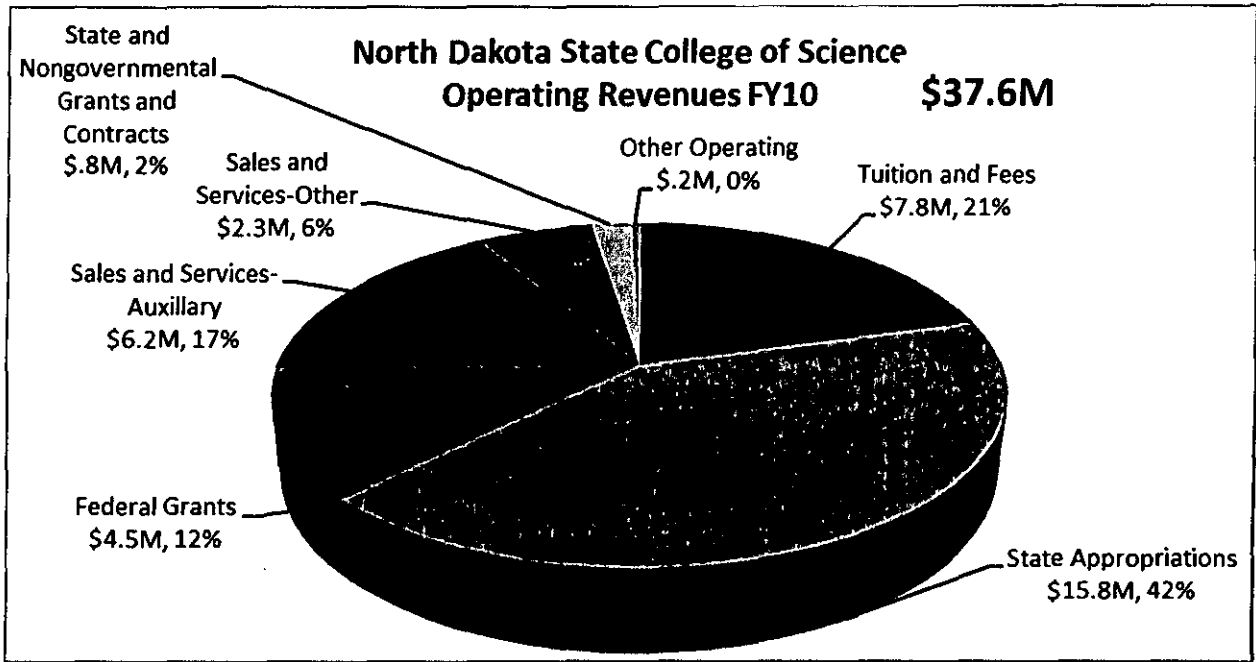 North Dakota State College of Science
Operating Revenues FY10 $37.6M
State and
Nongovernmental
Grants and
Contracts
$.8M, 2%
Sales and
Services-Other
$2.3M, 6%
Other Operating
$.2M, 0%
Tuition and Fees
$7.8M, 21%
Sales and Services-
Auxillary
$6.2M, 17%
Federal Grants
$4.5M, 12%
State Appropriations
$15.8M, 42%